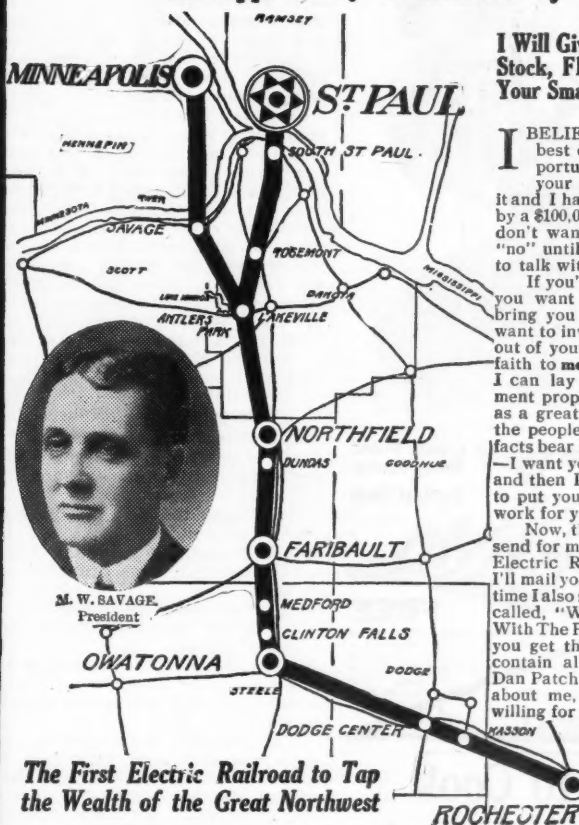 RAMSEY
MINNEAPOLIS
ST. PAUL
HENNEPIN
SOUTH ST PAUL.
MINNESOTA
RIVER
SAVAGE
ROSEMONT
SCOTT
MISSISSIPPI
DAKOTA
ANTLERS
PARK
LAKEVILLE
NORTHFIELD
DUNDAS
GOODHUE
FARIBAULT
M. W. SAVAGE,
President
MEDFORD
CLINTON FALLS
OWATONNA
STEELE
DODGE
DODGE CENTER
KASSON
ROCHESTER
The First Electric Railroad to Tap
the Wealth of the Great Northwest
I Will Giv
Stock, Fl
Your Sma
I BELIE
best o
portu
your
it and I ha
by a $100,0
don't wan
"no" until
to talk wit
If you'
you want
bring you
want to inv
out of you
faith to me
I can lay
ment prop
as a great
the people
facts bear
—I want yo
and then I
to put you
work for y
Now, t
send for m
Electric R
I'll mail yo
time I also s
called, "W
With The F
you get th
contain al
Dan Patch
about me,
willing for